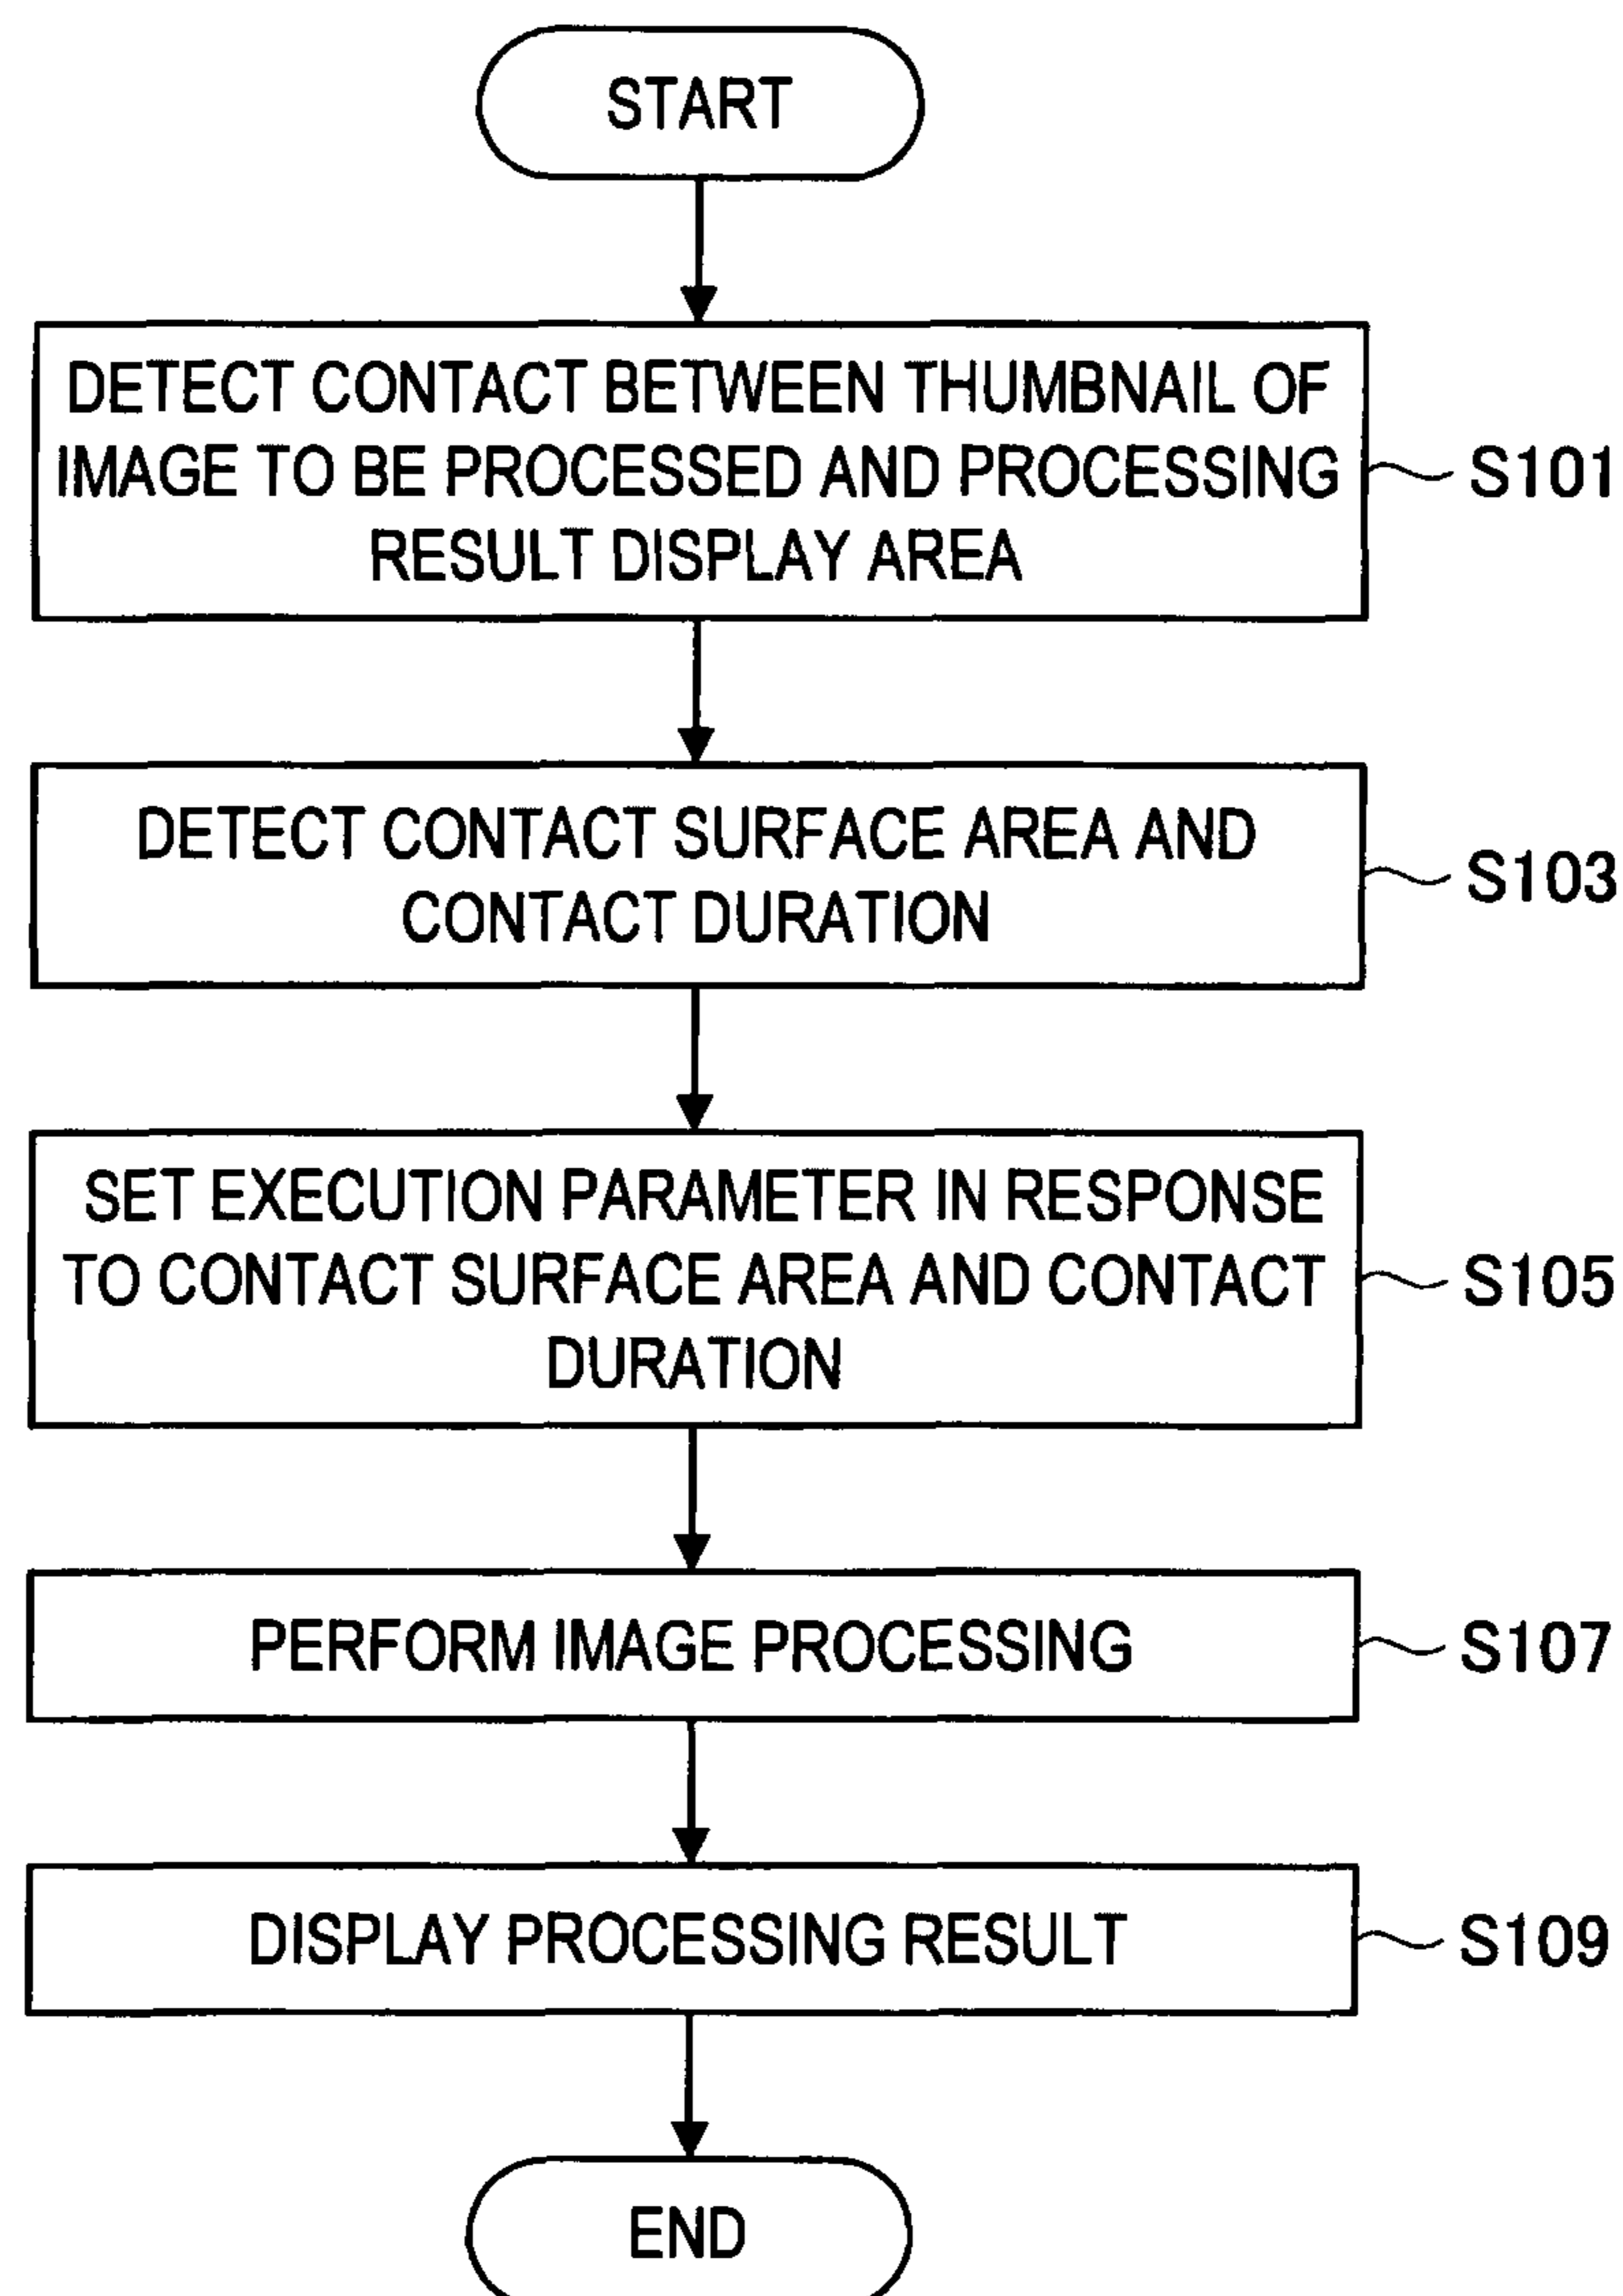 START
DETECT CONTACT BETWEEN THUMBNAIL OF
IMAGE TO BE PROCESSED AND PROCESSING
RESULT DISPLAY AREA
S101
DETECT CONTACT SURFACE AREA AND
CONTACT DURATION
S103
SET EXECUTION PARAMETER IN RESPONSE
TO CONTACT SURFACE AREA AND CONTACT
DURATION
S105
PERFORM IMAGE PROCESSING
S107
DISPLAY PROCESSING RESULT
S109
END